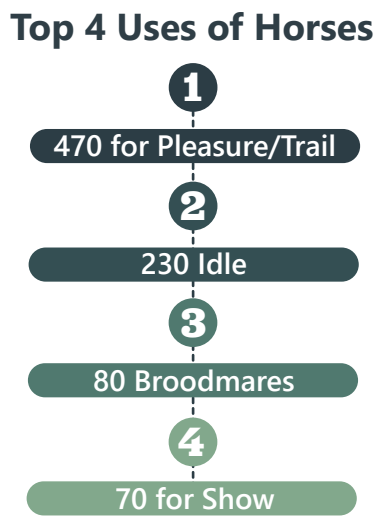 Top 4 Uses of Horses
1
470 for Pleasure/Trail
2
230 Idle
3
80 Broodmares
4
70 for Show